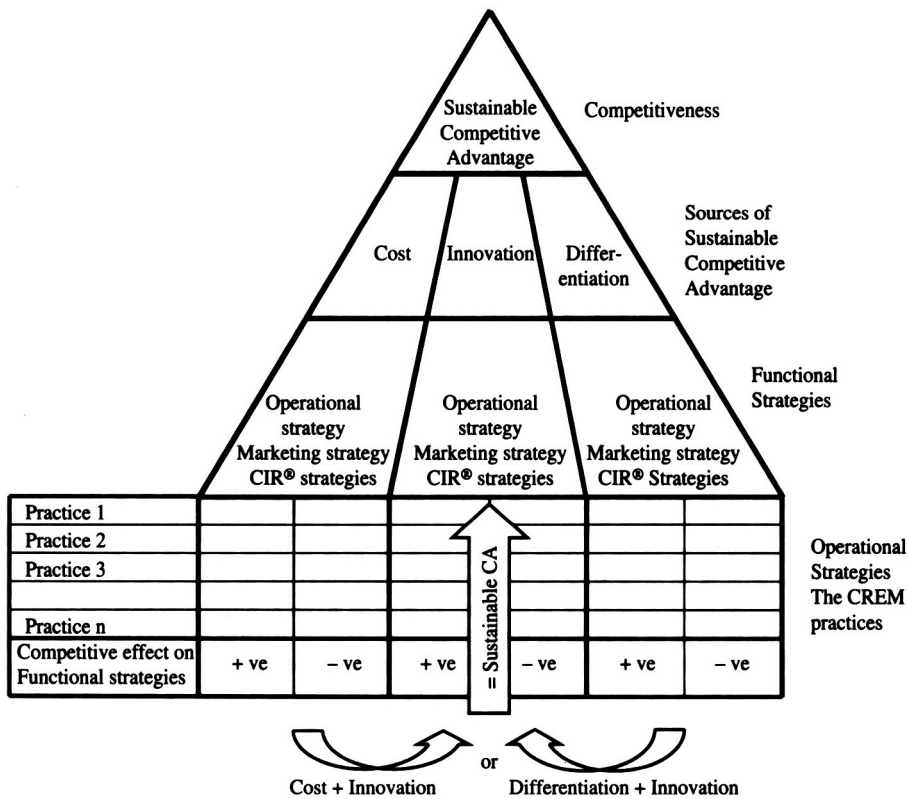 Sustainable
Competitive
Advantage
Competitiveness
Cost
Innovation
Differ-
entiation
Sources of
Sustainable
Competitive
Advantage
Operational
strategy
Marketing strategy
CIR® strategies
Operational
strategy
Marketing strategy
CIR® strategies
Operational
strategy
Marketing strategy
CIR® Strategies
Functional
Strategies
Practice 1
Practice 2
Practice 3
Practice n
Competitive effect on
Functional strategies
+ ve
– ve
+ ve
– ve
+ ve
– ve
= Sustainable CA
Operational
Strategies
The CREM
practices
Cost + Innovation
or
Differentiation + Innovation